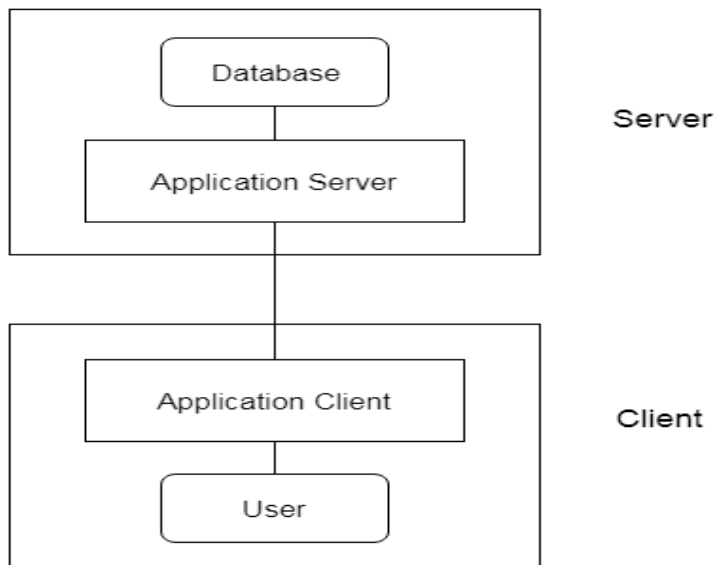 Database
Server
Application Server
Application Client
Client
User